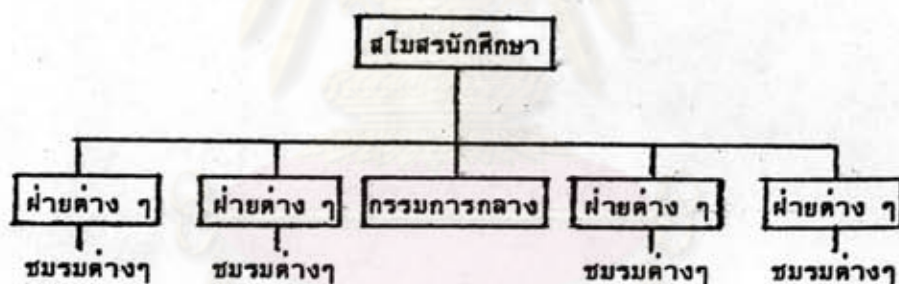 สโมสรนักศึกษา
ฝ่ายต่าง ๆ ฝ่ายต่าง ๆ กรรมการกลาง ฝ่ายต่าง ๆ ฝ่ายต่าง ๆ
ชมรมต่างๆ ชมรมต่างๆ ชมรมต่างๆ ชมรมต่างๆ